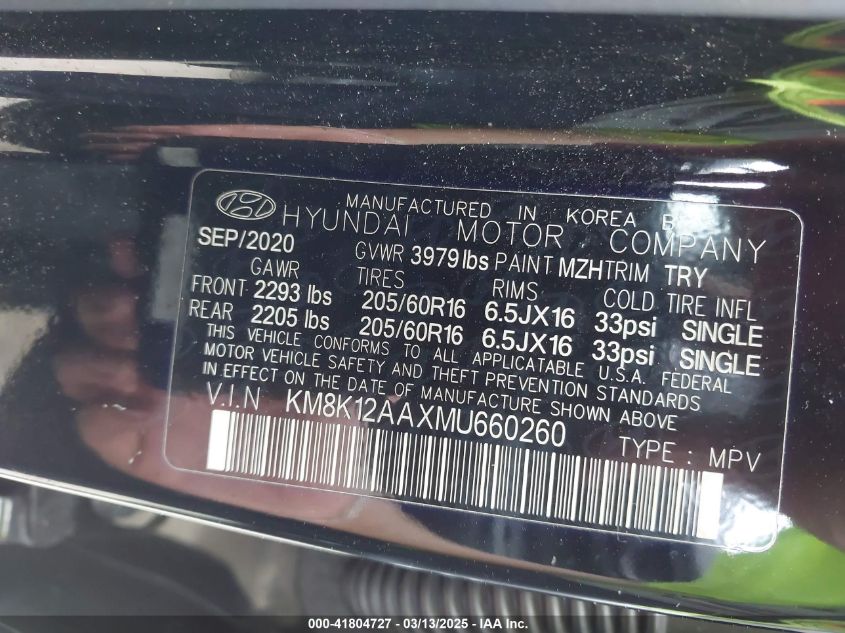 MANUFACTURED IN KOREA BY
HYUNDAI MOTOR COMPANY
SEP/2020 GVWR 3979 lbs PAINT MZH TRIM TRY
GAWR TIRES RIMS COLD TIRE INFL
FRONT 2293 lbs 205/60R16 6.5JX16 33psi SINGLE
REAR 2205 lbs 205/60R16 6.5JX16 33psi SINGLE
THIS VEHICLE CONFORMS TO ALL APPLICATABLE U.S.A. FEDERAL
MOTOR VEHICLE SAFETY AND THEFT PREVENTION STANDARDS
IN EFFECT ON THE DATE OF MANUFACTURE SHOWN ABOVE
V.I.N KM8K12AAXMU660260
TYPE : MPV
000-41804727 - 03/13/2025 - IAA Inc.